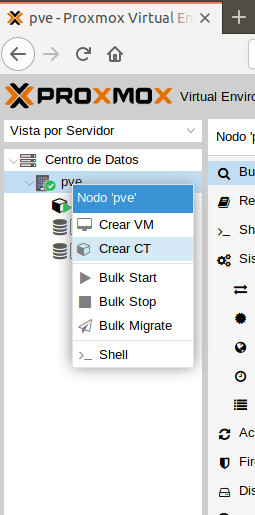 pve - Proxmox Virtual En
PROXMOX Virtual Enviro
Vista por Servidor
Nodo 'p
Centro de Datos
pve
Nodo 'pve'
Crear VM
Crear CT
Bulk Start
Bulk Stop
Bulk Migrate
Shell
Bu
Re
Sh
Sis
Ac
Fire
Dis